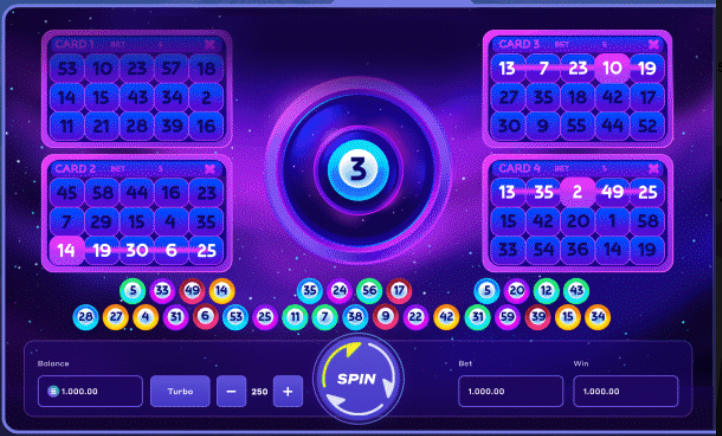 CARD 1 BET 5
53 10 23 57 18
14 15 43 34 2
11 21 28 39 16
CARD 2 BET 5
45 58 44 16 23
7 29 15 4 35
14 19 30 6 25
3
CARD 3 BET 5
13 7 23 10 19
27 35 18 42 17
30 9 55 44 52
CARD 4 BET 5
13 35 2 49 25
15 42 20 1 58
33 54 36 14 19
5 33 49 14 35 24 56 17 5 20 12 43
28 27 4 31 6 53 25 11 7 38 9 22 42 31 59 39 15 34
Balance
1.000.00
Turbo
− 250 +
SPIN
Bet
1.000.00
Win
1.000.00